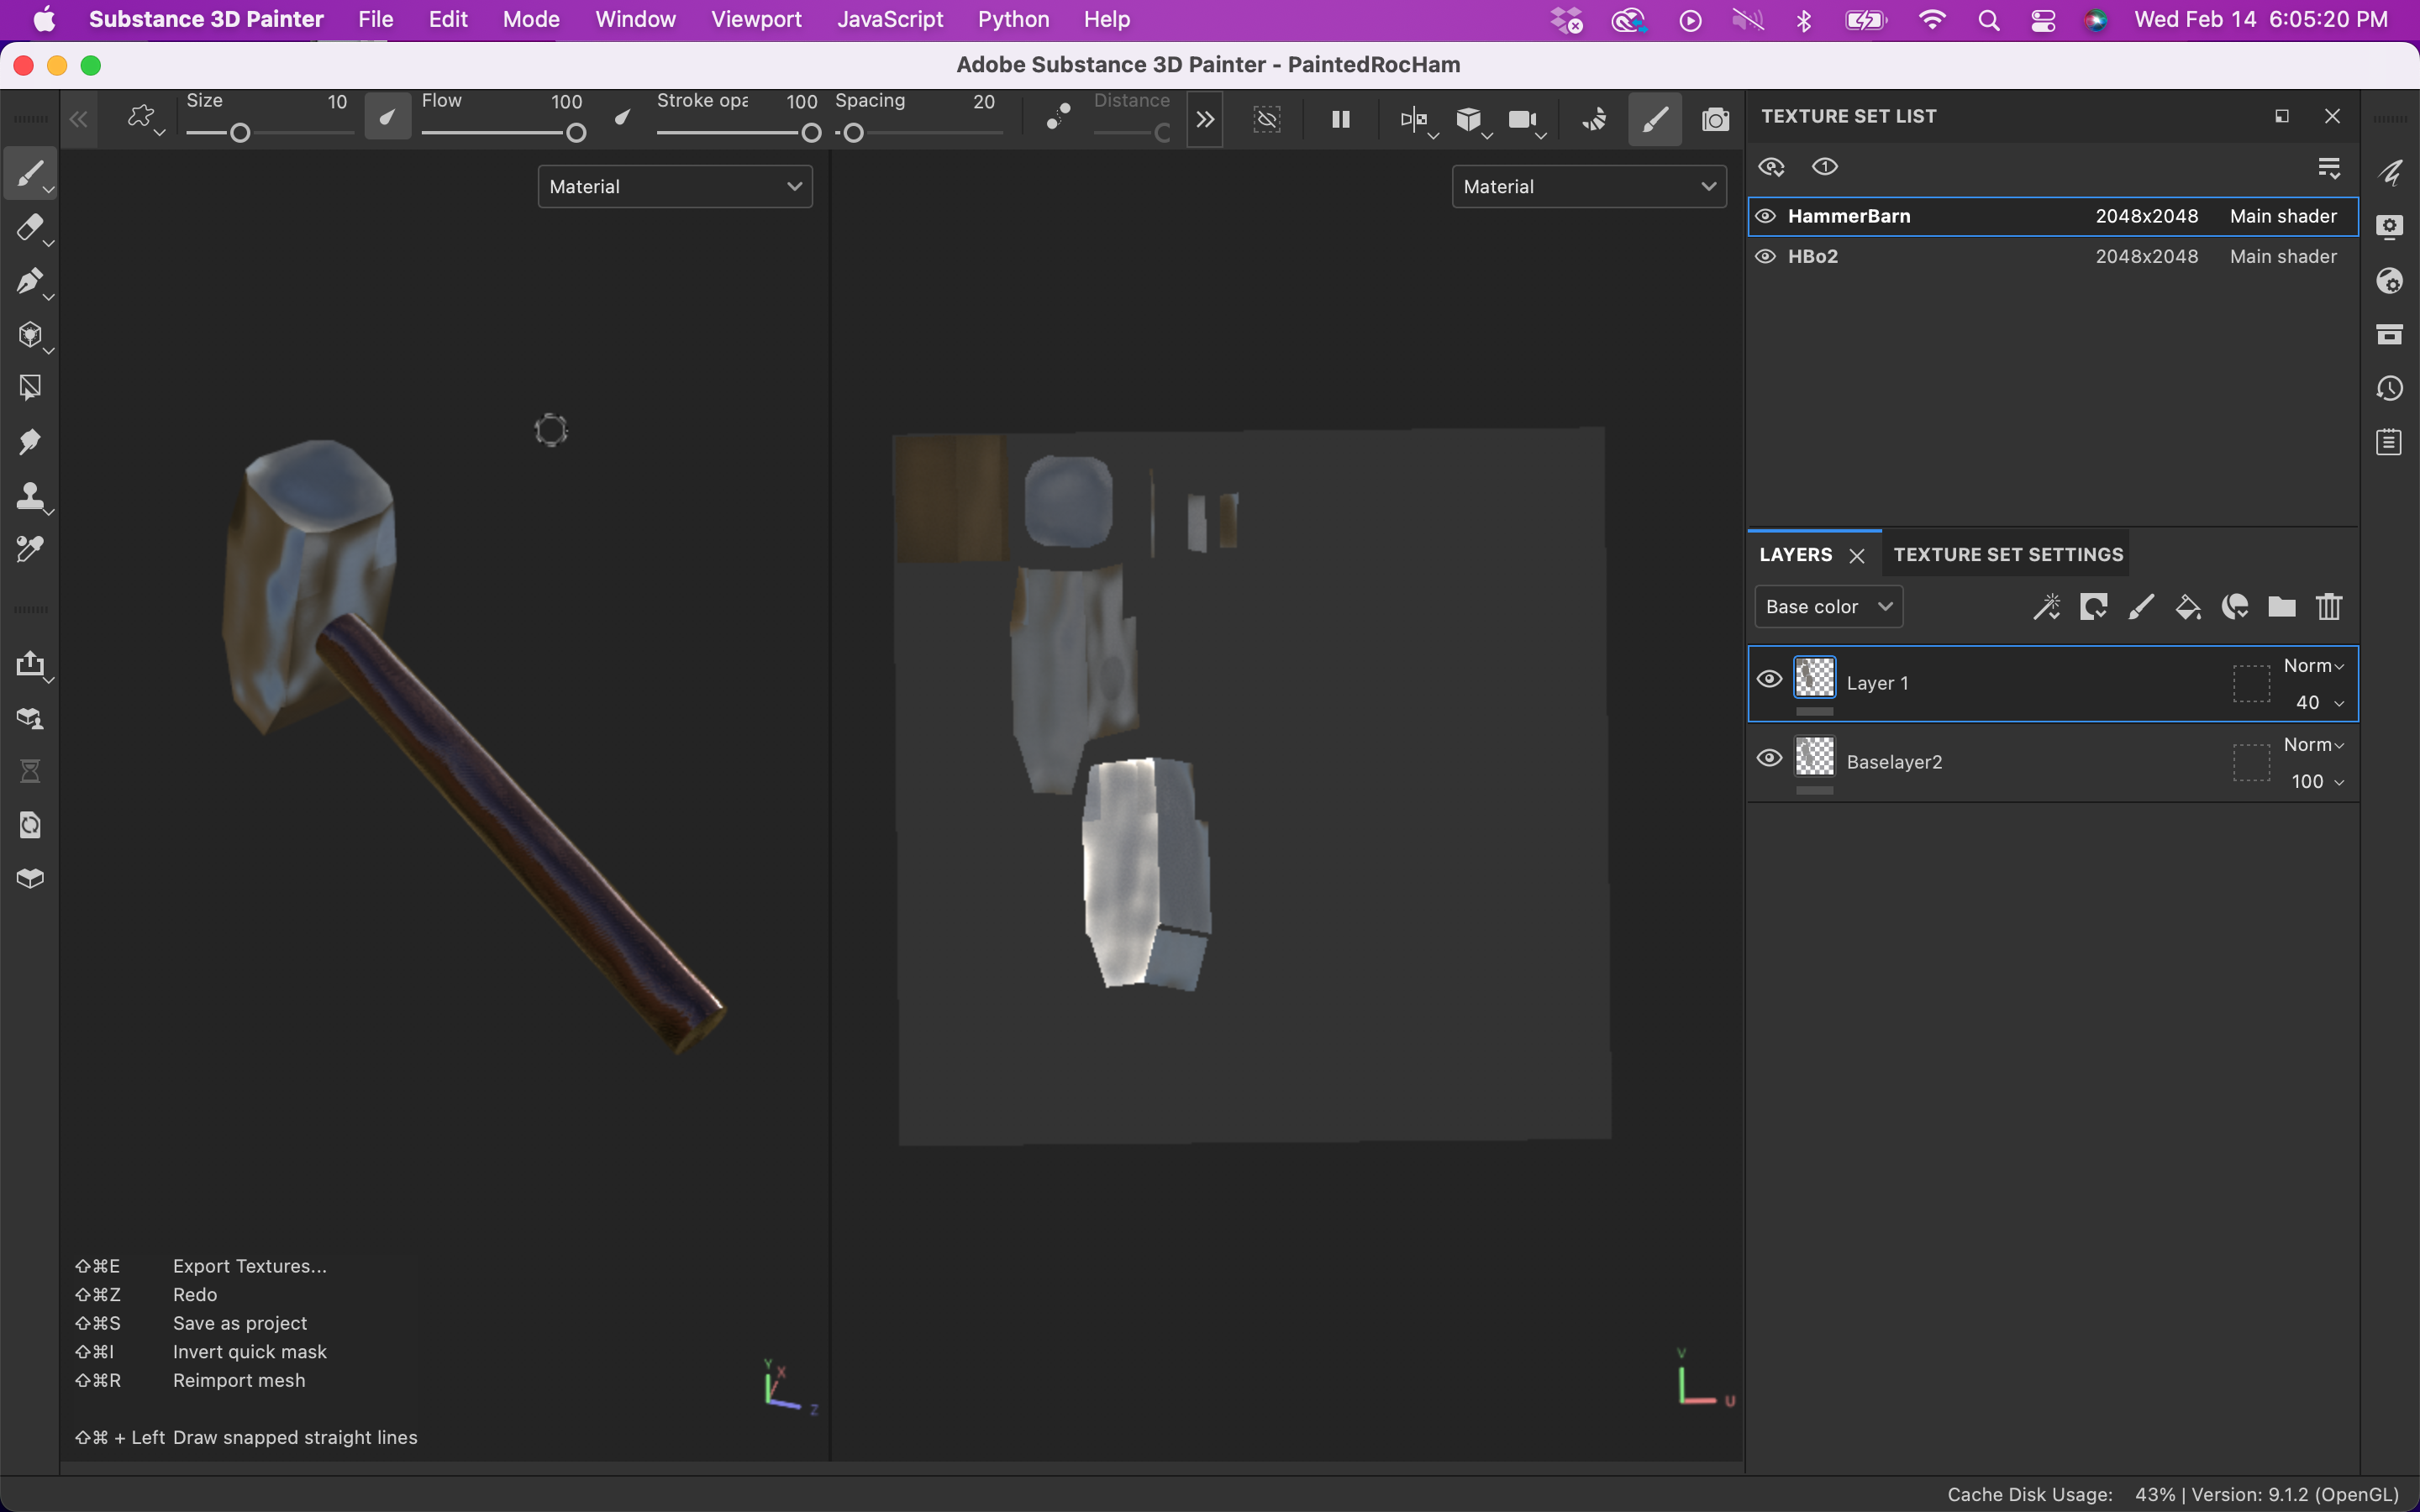 Substance 3D Painter File Edit Mode Window Viewport JavaScript Python Help Wed Feb 14 6:05:20 PM
Adobe Substance 3D Painter - PaintedRocHam
Size 10 Flow 100 Stroke opa 100 Spacing 20 Distance
Material
Material
TEXTURE SET LIST
1
HammerBarn 2048x2048 Main shader
HBo2 2048x2048 Main shader
LAYERS TEXTURE SET SETTINGS
Base color
Layer 1 Norm
40
Baselayer2 Norm
100
⇧⌘E Export Textures...
⇧⌘Z Redo
⇧⌘S Save as project
⇧⌘I Invert quick mask
⇧⌘R Reimport mesh
⇧⌘ + Left Draw snapped straight lines
Y X
Z
V
U
Cache Disk Usage: 43% | Version: 9.1.2 (OpenGL)